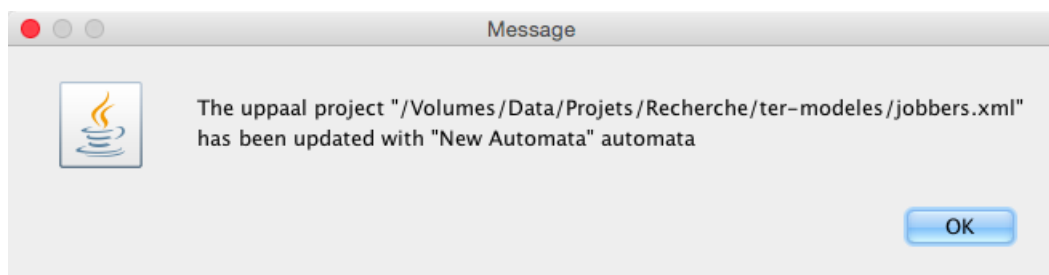 Message
The uppaal project "/Volumes/Data/Projets/Recherche/ter-modeles/jobbers.xml"
has been updated with "New Automata" automata
OK